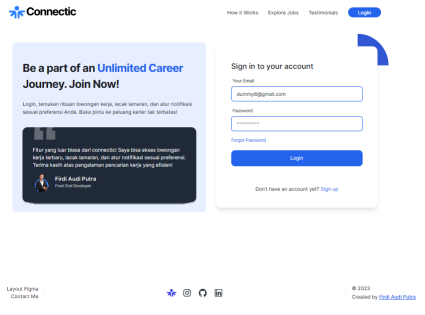 Connectic
How it Works
Explore Jobs
Testimonials
Login
Be a part of an Unlimited Career
Journey. Join Now!
Login, temukan ribuan lowongan kerja, lacak lamaran, dan atur notifikasi
sesuai preferensi Anda. Buka pintu ke peluang karier tak terbatas!
Fitur yang luar biasa dari connectic! Saya bisa akses lowongan
kerja terbaru, lacak lamaran, dan atur notifikasi sesuai preferensi.
Terima kasih atas pengalaman pencarian kerja yang efisien!
Firdi Audi Putra
Front End Developer
Sign in to your account
Your Email
dummy8@gmail.com
Password
Forgot Password
Login
Don't have an account yet? Sign up
Layout Figma
Contact Me
© 2023
Created by Firdi Audi Putra